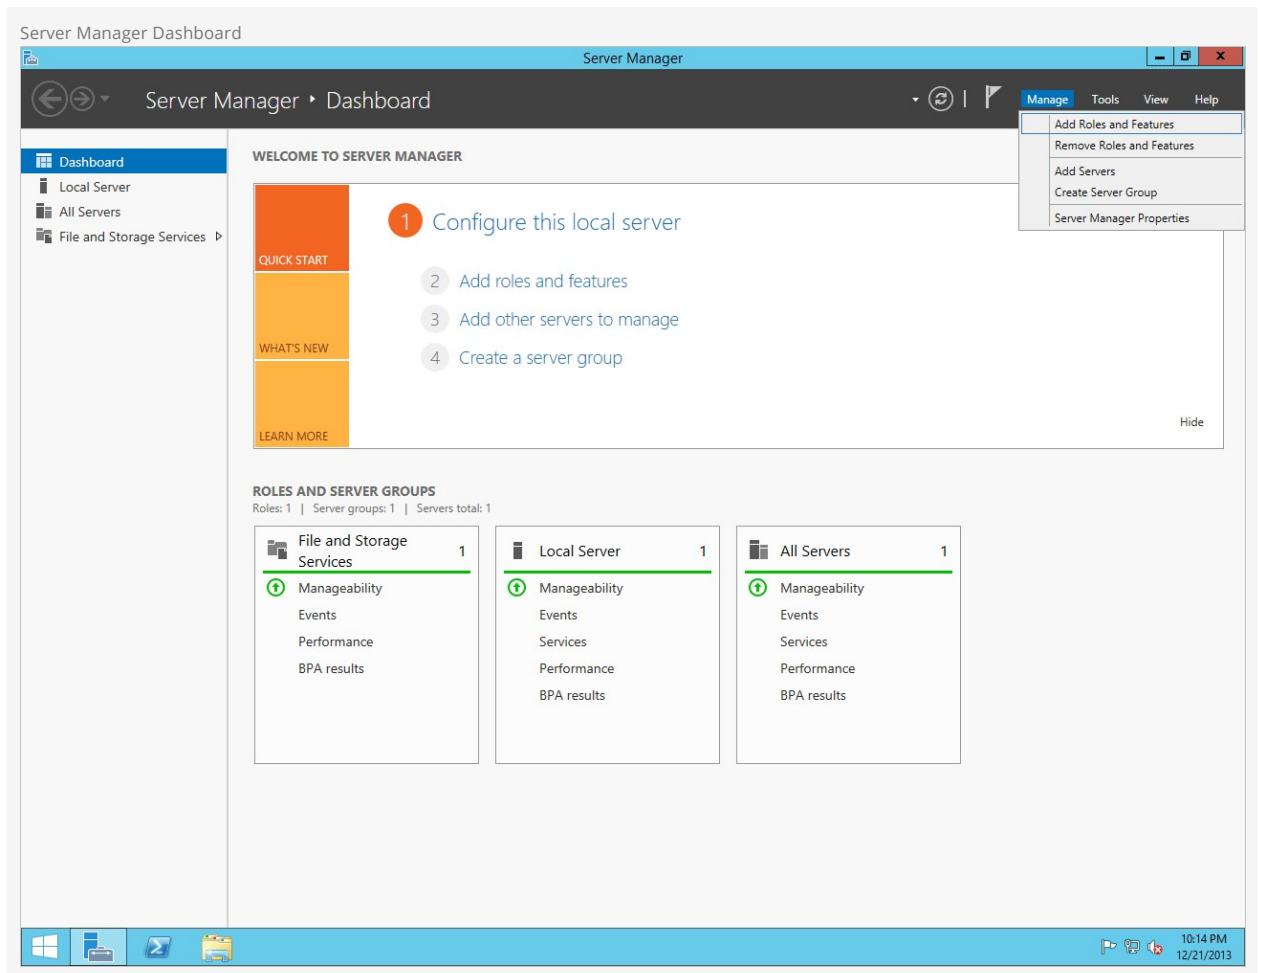 Server Manager Dashboard
Server Manager
Server Manager • Dashboard
Manage Tools View Help
Add Roles and Features
Remove Roles and Features
Add Servers
Create Server Group
Server Manager Properties
Dashboard
Local Server
All Servers
File and Storage Services
WELCOME TO SERVER MANAGER
QUICK START
WHAT'S NEW
LEARN MORE
1 Configure this local server
2 Add roles and features
3 Add other servers to manage
4 Create a server group
Hide
ROLES AND SERVER GROUPS
Roles: 1 | Server groups: 1 | Servers total: 1
File and Storage
Services 1
Manageability
Events
Performance
BPA results
Local Server 1
Manageability
Events
Services
Performance
BPA results
All Servers 1
Manageability
Events
Services
Performance
BPA results
10:14 PM
12/21/2013